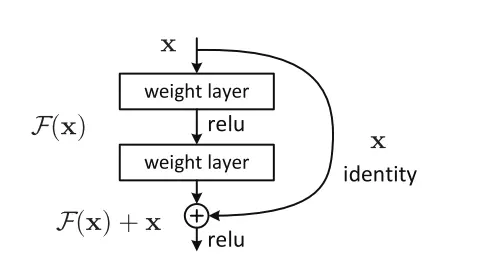 x
weight layer
relu
F(x)
x
weight layer
identity
F(x) + x
+
relu